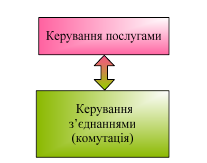 Керування послугами
Керування
з’єднаннями
(комутація)